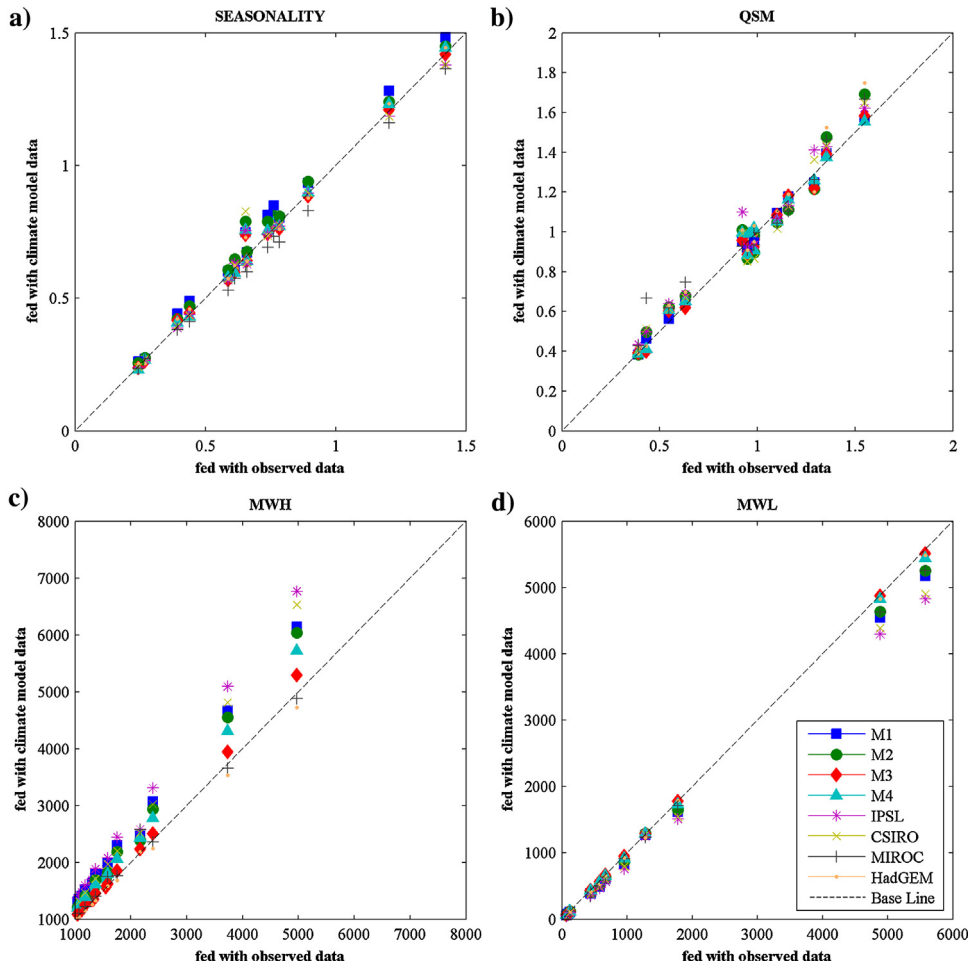 a) SEASONALITY
1.5
1
0.5
0
0 0.5 1 1.5
fed with climate model data
fed with observed data
b) QSM
2
1.8
1.6
1.4
1.2
1
0.8
0.6
0.4
0.2
0
0 0.5 1 1.5 2
fed with climate model data
fed with observed data
c) MWH
8000
7000
6000
5000
4000
3000
2000
1000
1000 2000 3000 4000 5000 6000 7000 8000
fed with climate model data
fed with observed data
d) MWL
6000
5000
4000
3000
2000
1000
0
0 1000 2000 3000 4000 5000 6000
fed with climate model data
fed with observed data
M1
M2
M3
M4
IPSL
CSIRO
MIROC
HadGEM
Base Line